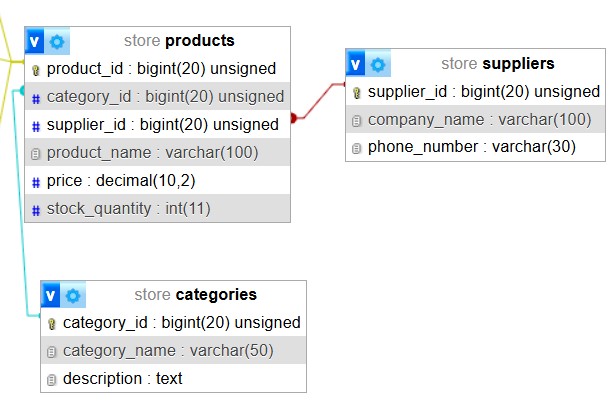 v store products
product_id : bigint(20) unsigned
category_id : bigint(20) unsigned
supplier_id : bigint(20) unsigned
product_name : varchar(100)
price : decimal(10,2)
stock_quantity : int(11)
v store suppliers
supplier_id : bigint(20) unsigned
company_name : varchar(100)
phone_number : varchar(30)
v store categories
category_id : bigint(20) unsigned
category_name : varchar(50)
description : text